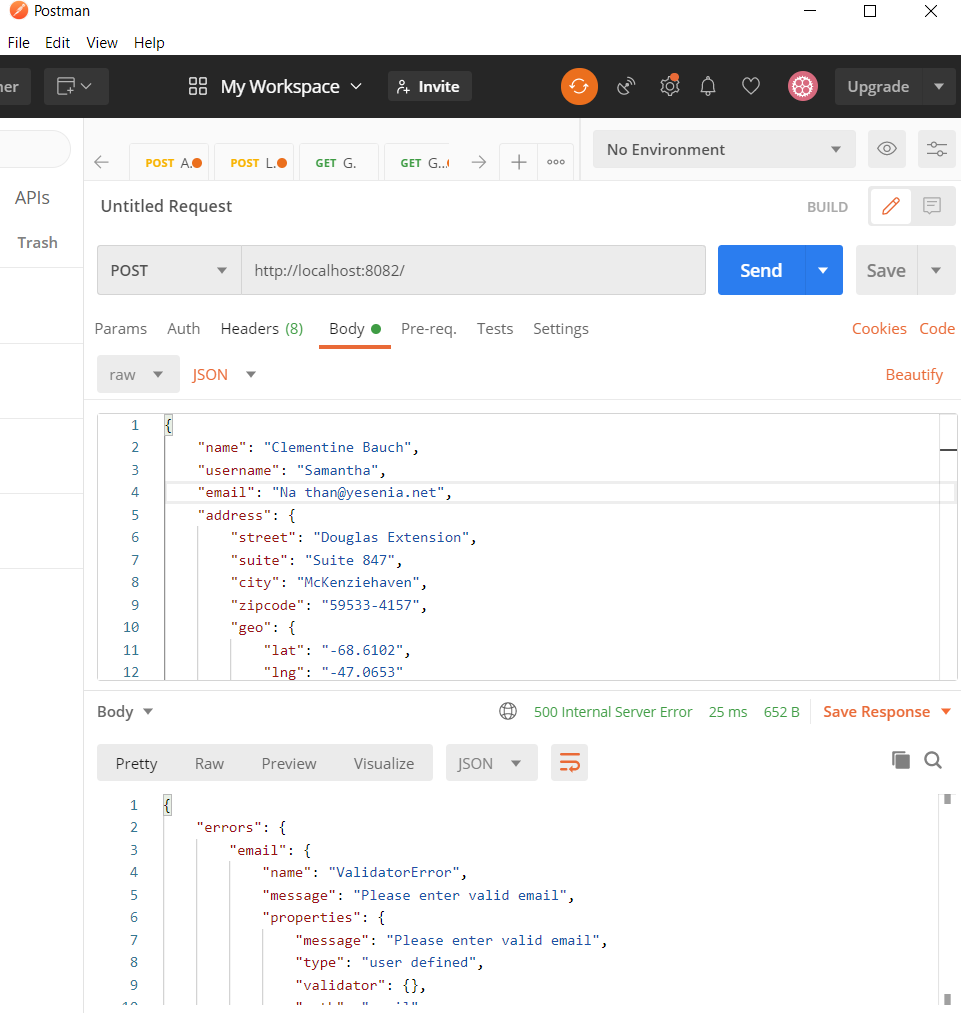 Postman
File Edit View Help
ner My Workspace Invite Upgrade
POST A. POST L. GET G. GET G.. No Environment
APIs
Trash
Untitled Request BUILD
POST http://localhost:8082/ Send Save
Params Auth Headers (8) Body Pre-req. Tests Settings Cookies Code
raw JSON Beautify
1 {
2 "name": "Clementine Bauch",
3 "username": "Samantha",
4 "email": "Na than@yesenia.net",
5 "address": {
6 "street": "Douglas Extension",
7 "suite": "Suite 847",
8 "city": "McKenziehaven",
9 "zipcode": "59533-4157",
10 "geo": {
11 "lat": "-68.6102",
12 "lng": "-47.0653"
Body 500 Internal Server Error 25 ms 652 B Save Response
Pretty Raw Preview Visualize JSON
1 {
2 "errors": {
3 "email": {
4 "name": "ValidatorError",
5 "message": "Please enter valid email",
6 "properties": {
7 "message": "Please enter valid email",
8 "type": "user defined",
9 "validator": {},